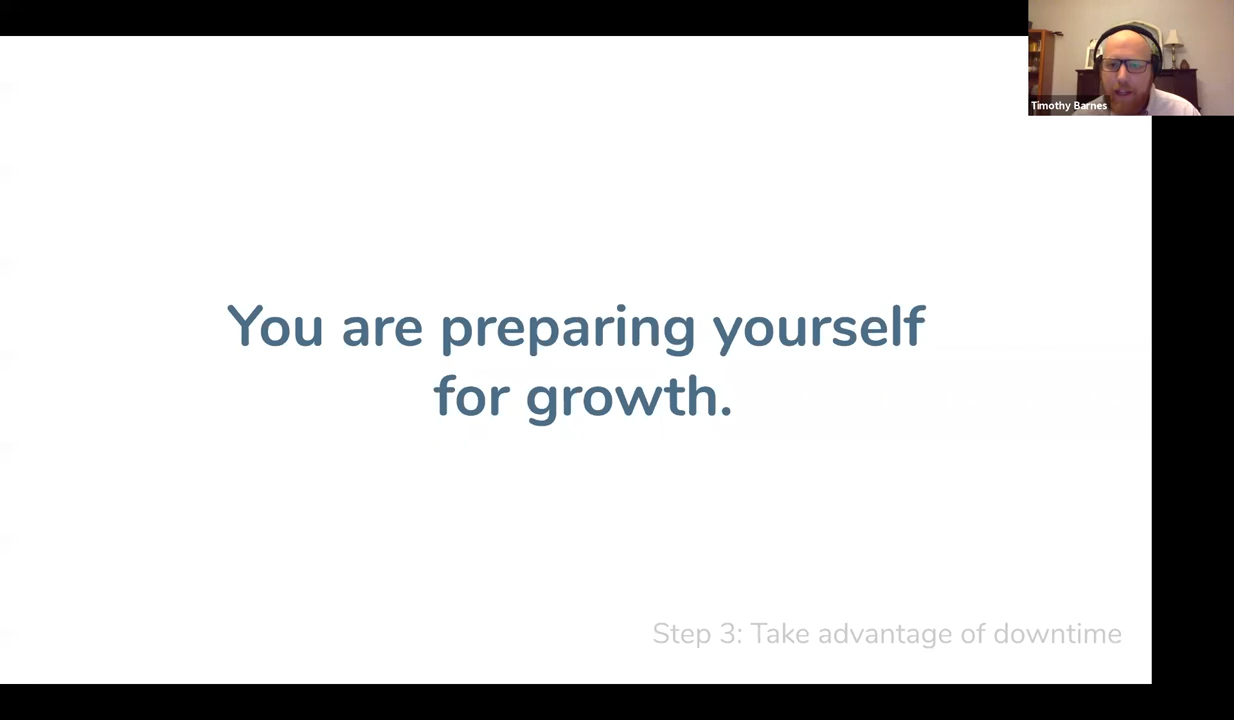 Timothy Barnes
You are preparing yourself
for growth.
Step 3: Take advantage of downtime